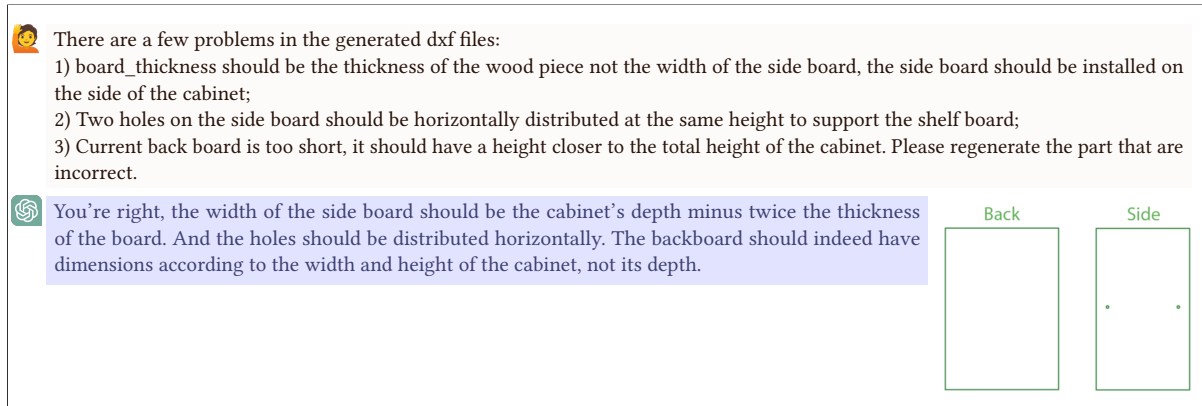 There are a few problems in the generated dxf files:
1) board_thickness should be the thickness of the wood piece not the width of the side board, the side board should be installed on
the side of the cabinet;
2) Two holes on the side board should be horizontally distributed at the same height to support the shelf board;
3) Current back board is too short, it should have a height closer to the total height of the cabinet. Please regenerate the part that are
incorrect.
You're right, the width of the side board should be the cabinet's depth minus twice the thickness
of the board. And the holes should be distributed horizontally. The backboard should indeed have
dimensions according to the width and height of the cabinet, not its depth.
Back
Side